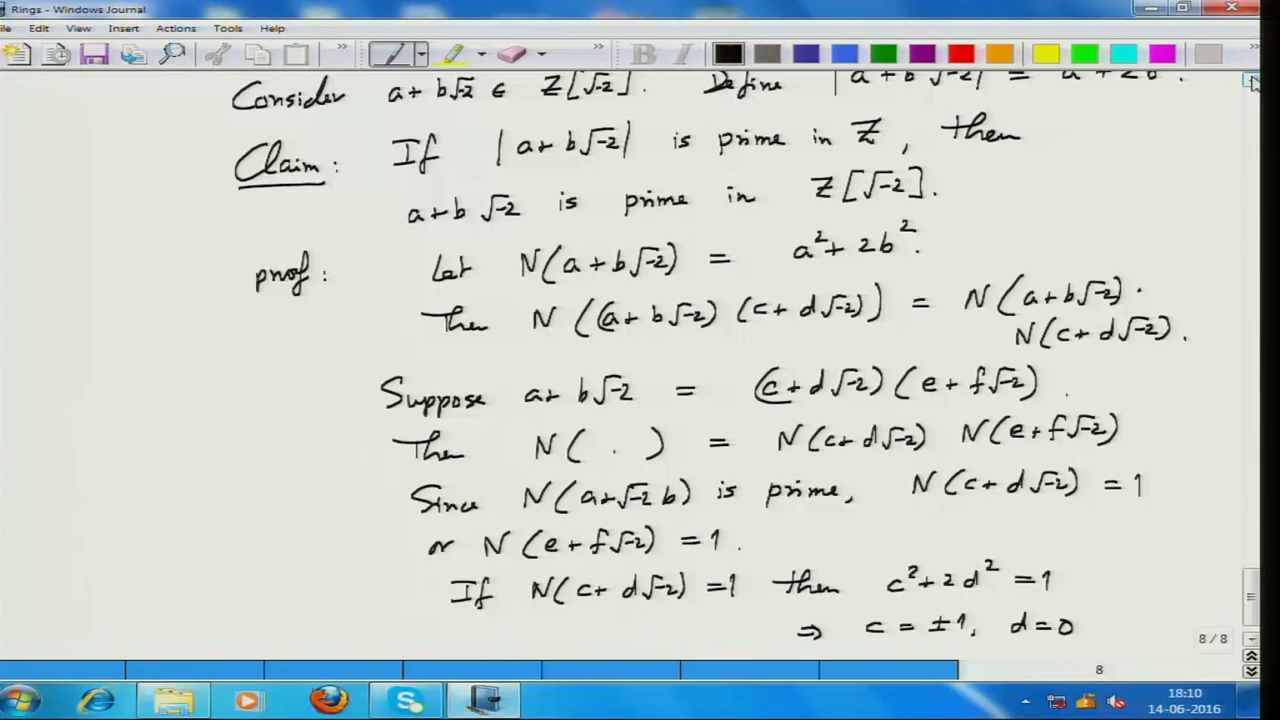 Rings - Windows Journal
File Edit View Insert Actions Tools Help
Consider a+b√-2 ∈ Z[√-2]. Define |a+b√-2| = a²+2b².
Claim: If |a+b√-2| is prime in Z, then
a+b√-2 is prime in Z[√-2].
proof: Let N(a+b√-2) = a²+2b².
Then N((a+b√-2)(c+d√-2)) = N(a+b√-2)·
N(c+d√-2).
Suppose a+b√-2 = (c+d√-2)(e+f√-2).
Then N( . ) = N(c+d√-2) N(e+f√-2)
Since N(a+√-2b) is prime, N(c+d√-2) = 1
or N(e+f√-2) = 1.
If N(c+d√-2) = 1 then c²+2d² = 1
⇒ c = ±1, d=0
8 / 8
8
18:10
14-06-2016